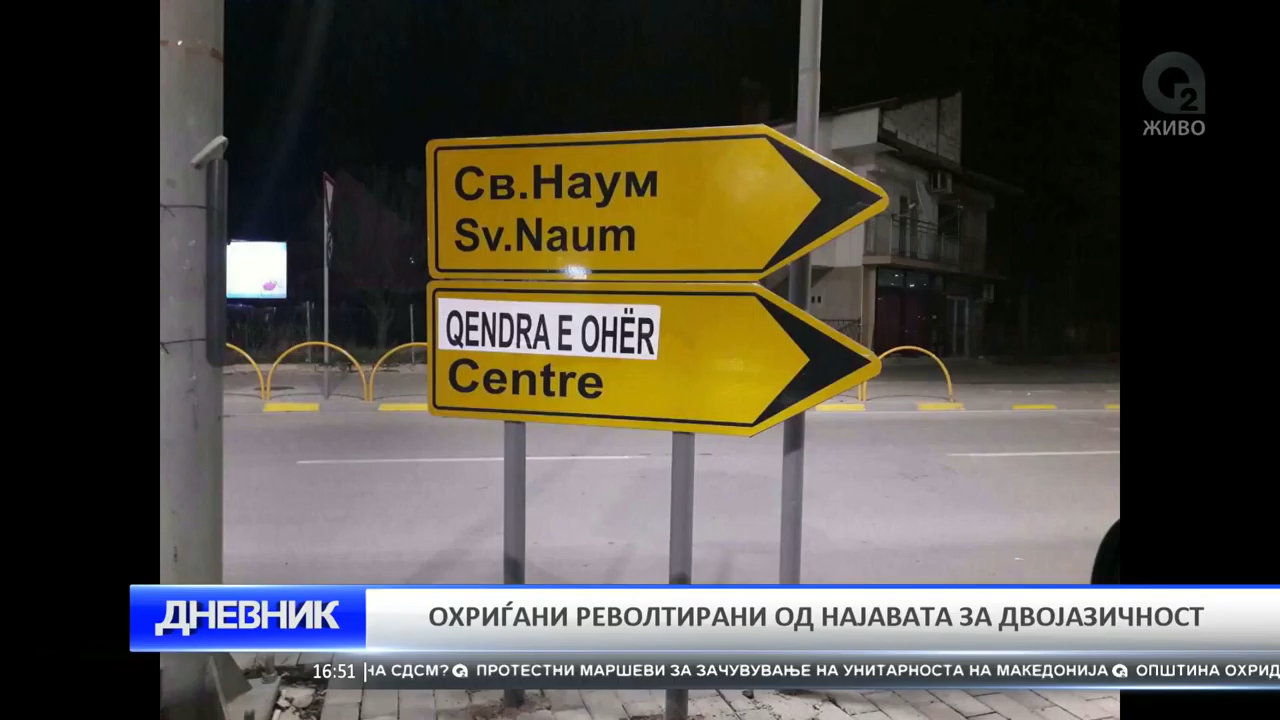 2
ЖИВО
Св.Наум
Sv.Naum
QENDRA E OHËR
Centre
ДНЕВНИК
ОХРИЃАНИ РЕВОЛТИРАНИ ОД НАЈАВАТА ЗА ДВОЈАЗИЧНОСТ
16:51 НА СДСМ? ПРОТЕСТНИ МАРШЕВИ ЗА ЗАЧУВУВАЊЕ НА УНИТАРНОСТА НА МАКЕДОНИЈА ОПШТИНА ОХРИД